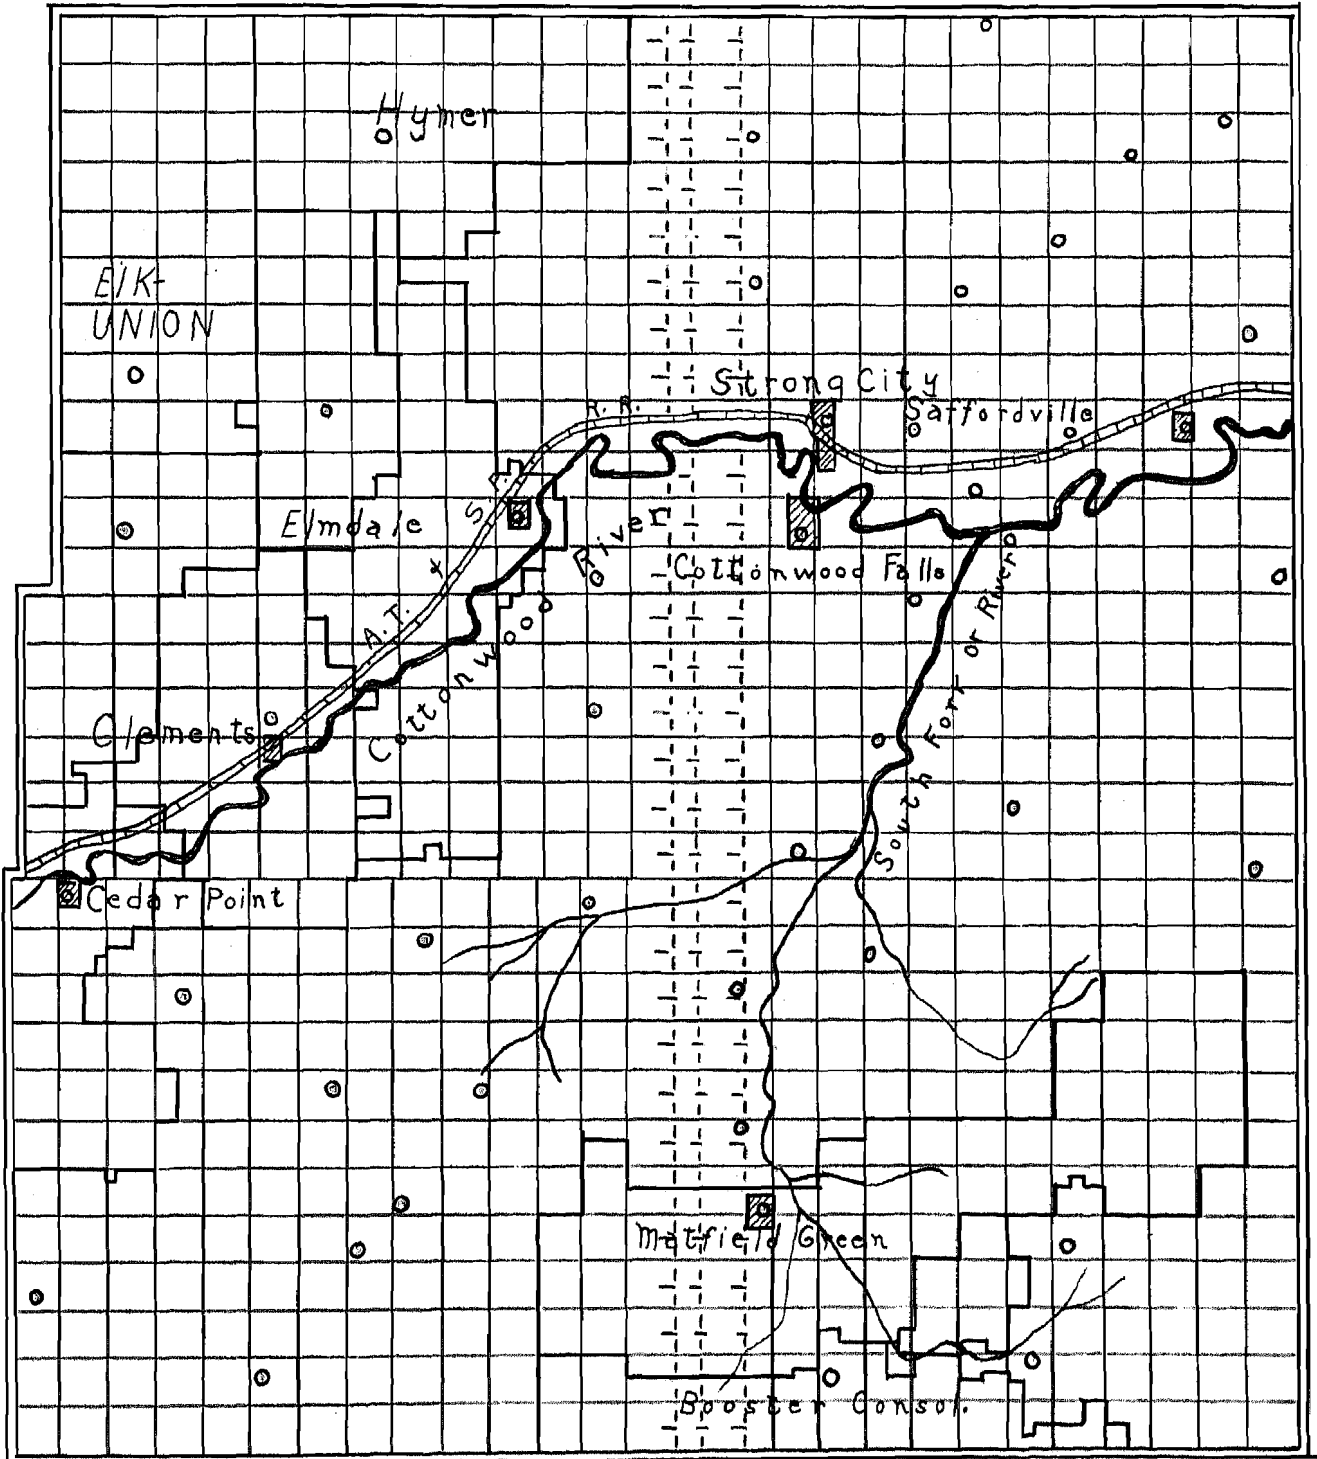 Hymer
Elk-
UNION
Strong City
R. R.
Saffordville
S. F.
Elmdale
River
Cottonwood Falls
&
A. T.
Cottonwood
South Fork or River
Clements
Cedar Point
Matfield Green
Booster Consol.